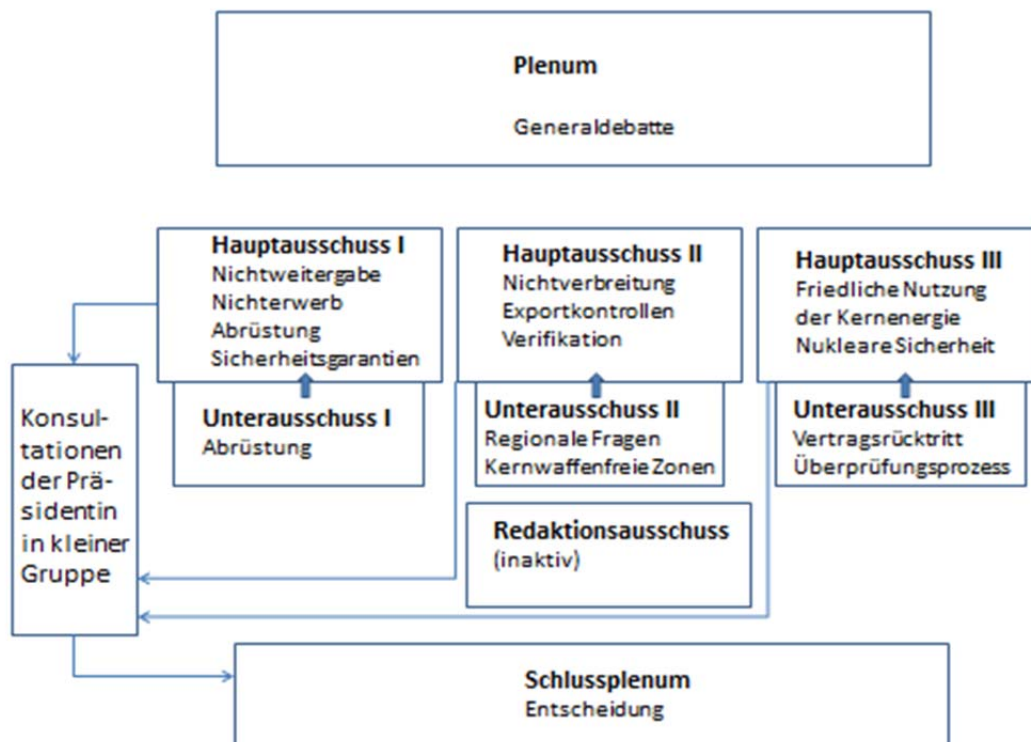 Plenum
Generaldebatte
Hauptausschuss I
Nichtweitergabe
Nichterwerb
Abrüstung
Sicherheitsgarantien
Hauptausschuss II
Nichtverbreitung
Exportkontrollen
Verifikation
Hauptausschuss III
Friedliche Nutzung
der Kernenergie
Nukleare Sicherheit
Unterausschuss I
Abrüstung
Unterausschuss II
Regionale Fragen
Kernwaffenfreie Zonen
Unterausschuss III
Vertragsrücktritt
Überprüfungsprozess
Konsul-
tationen
der Prä-
sidentin
in kleiner
Gruppe
Redaktionsausschuss
(inaktiv)
Schlussplenum
Entscheidung